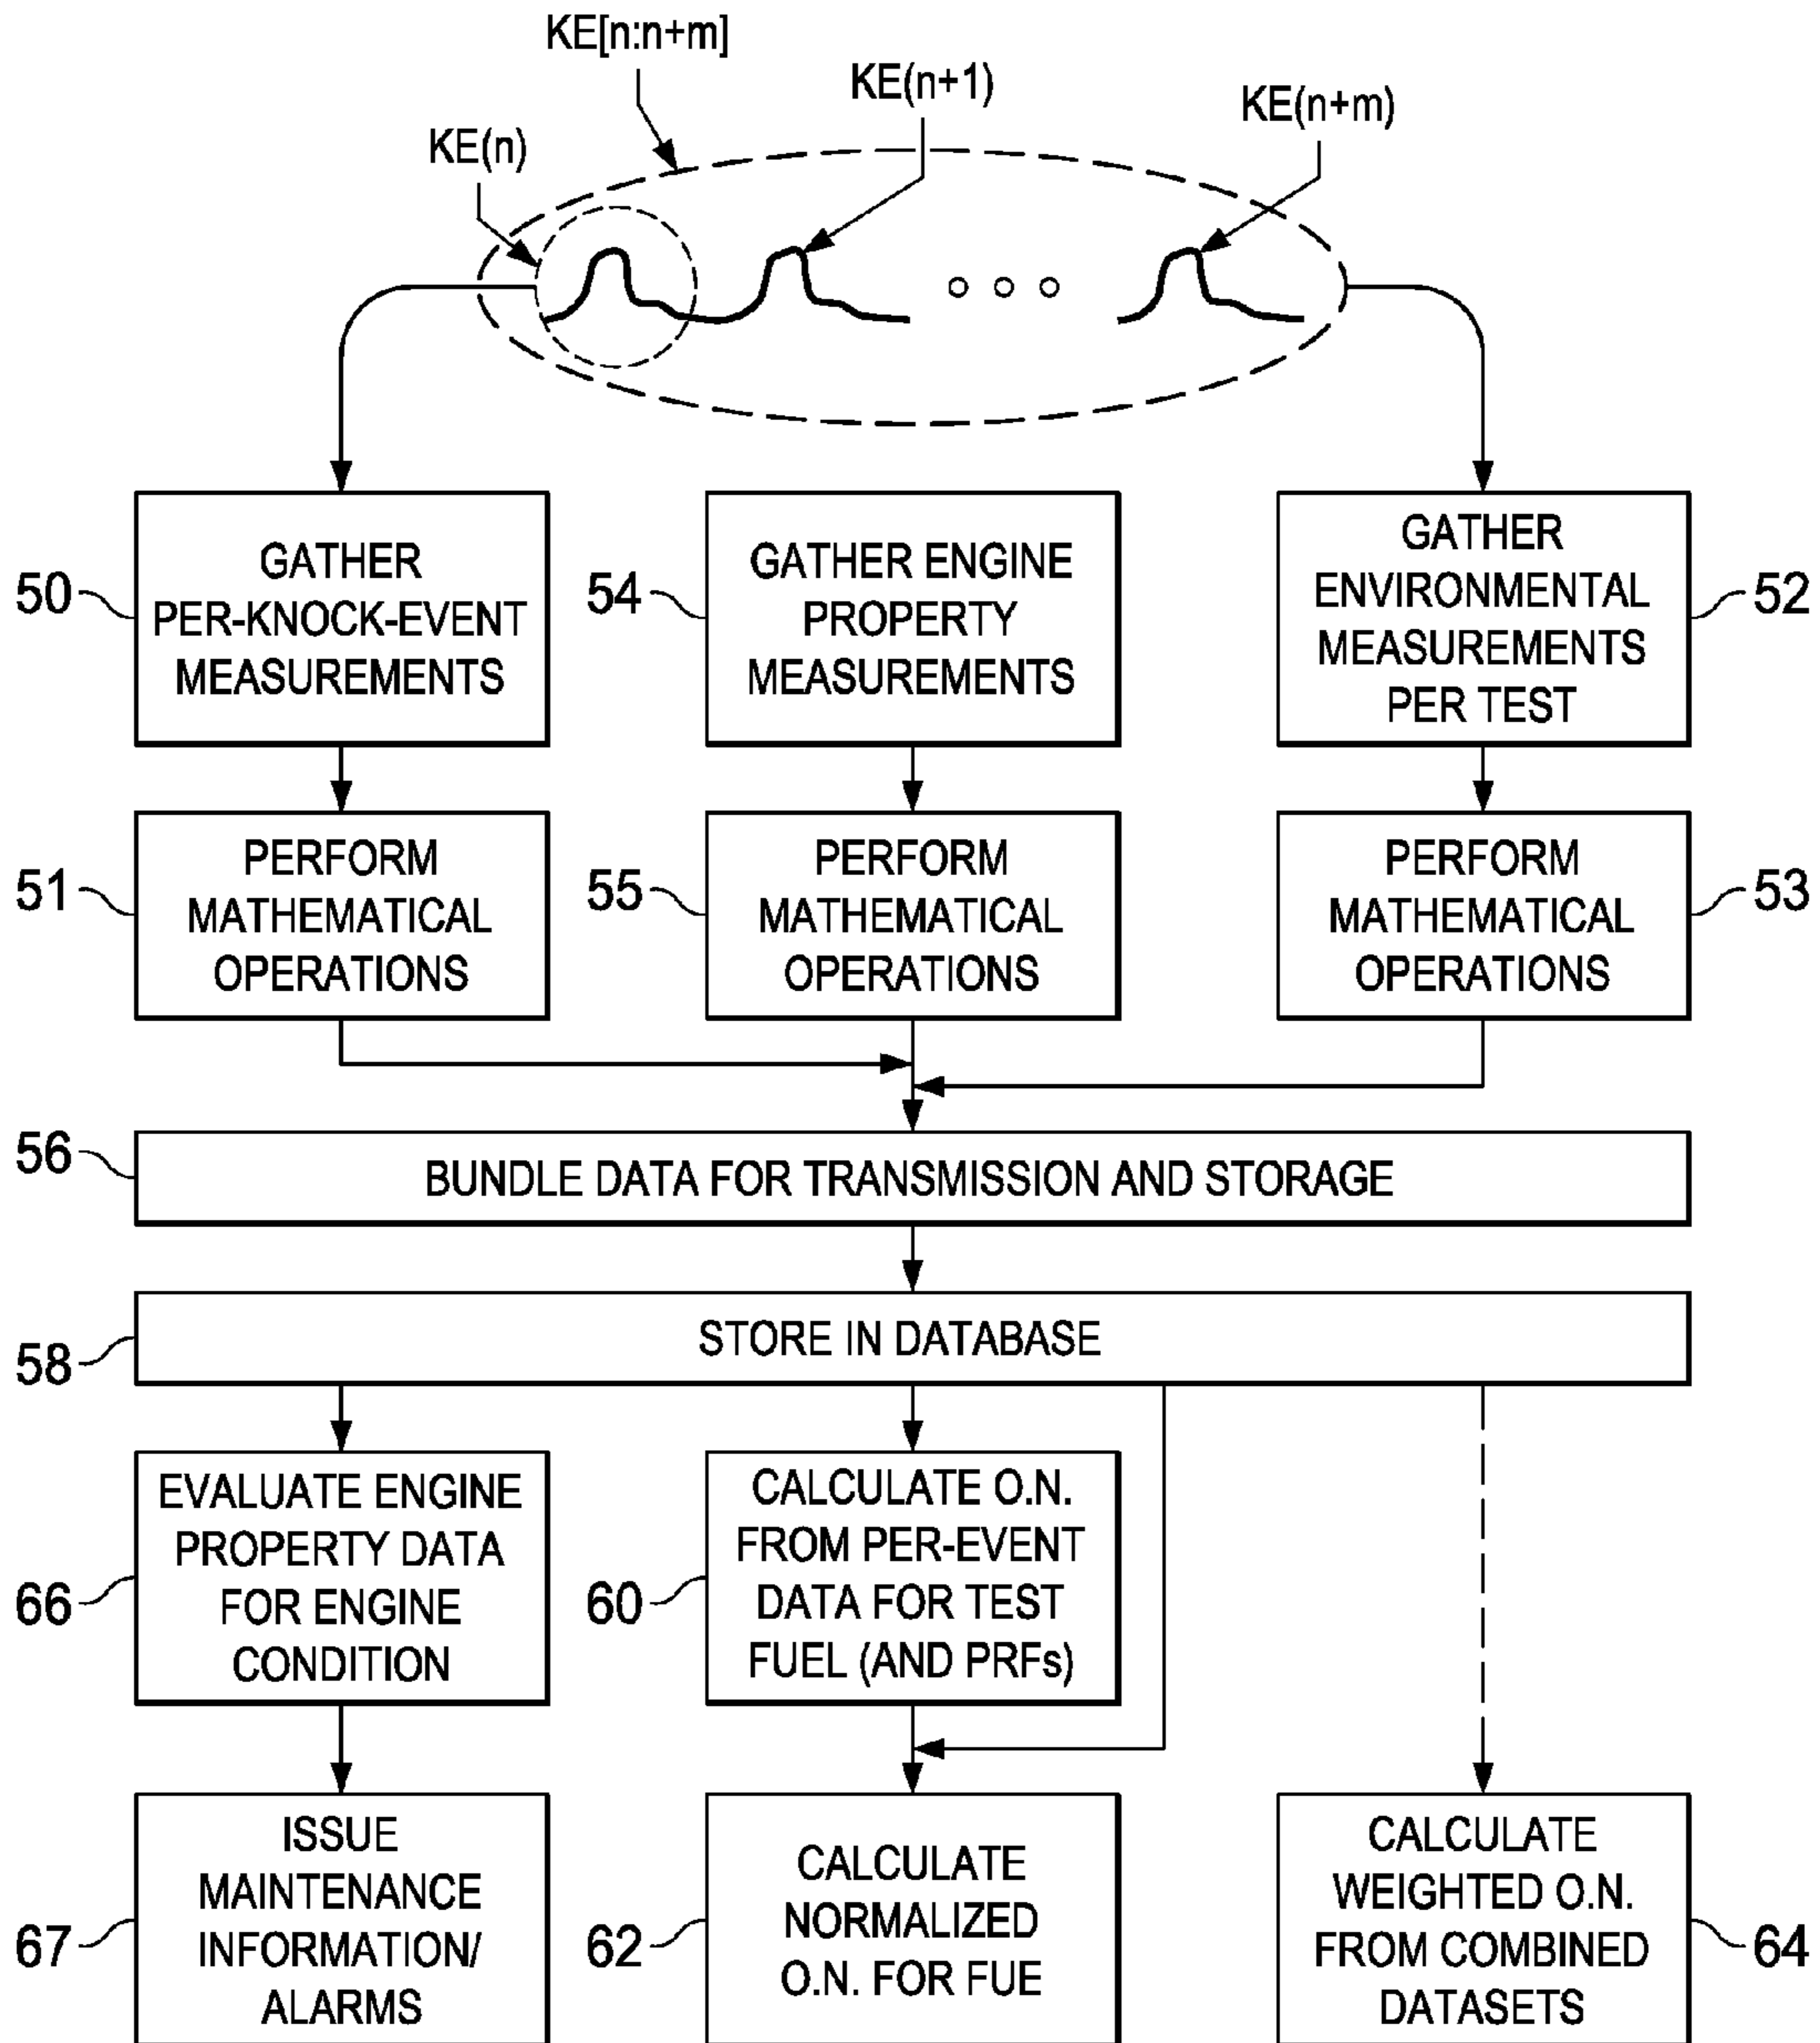 KE[n:n+m]
KE(n+1)
KE(n+m)
KE(n)
50
GATHER
PER-KNOCK-EVENT
MEASUREMENTS
54
GATHER ENGINE
PROPERTY
MEASUREMENTS
GATHER
ENVIRONMENTAL
MEASUREMENTS
PER TEST
52
51
PERFORM
MATHEMATICAL
OPERATIONS
55
PERFORM
MATHEMATICAL
OPERATIONS
PERFORM
MATHEMATICAL
OPERATIONS
53
56
BUNDLE DATA FOR TRANSMISSION AND STORAGE
58
STORE IN DATABASE
66
EVALUATE ENGINE
PROPERTY DATA
FOR ENGINE
CONDITION
60
CALCULATE O.N.
FROM PER-EVENT
DATA FOR TEST
FUEL (AND PRFs)
67
ISSUE
MAINTENANCE
INFORMATION/
ALARMS
62
CALCULATE
NORMALIZED
O.N. FOR FUE
CALCULATE
WEIGHTED O.N.
FROM COMBINED
DATASETS
64